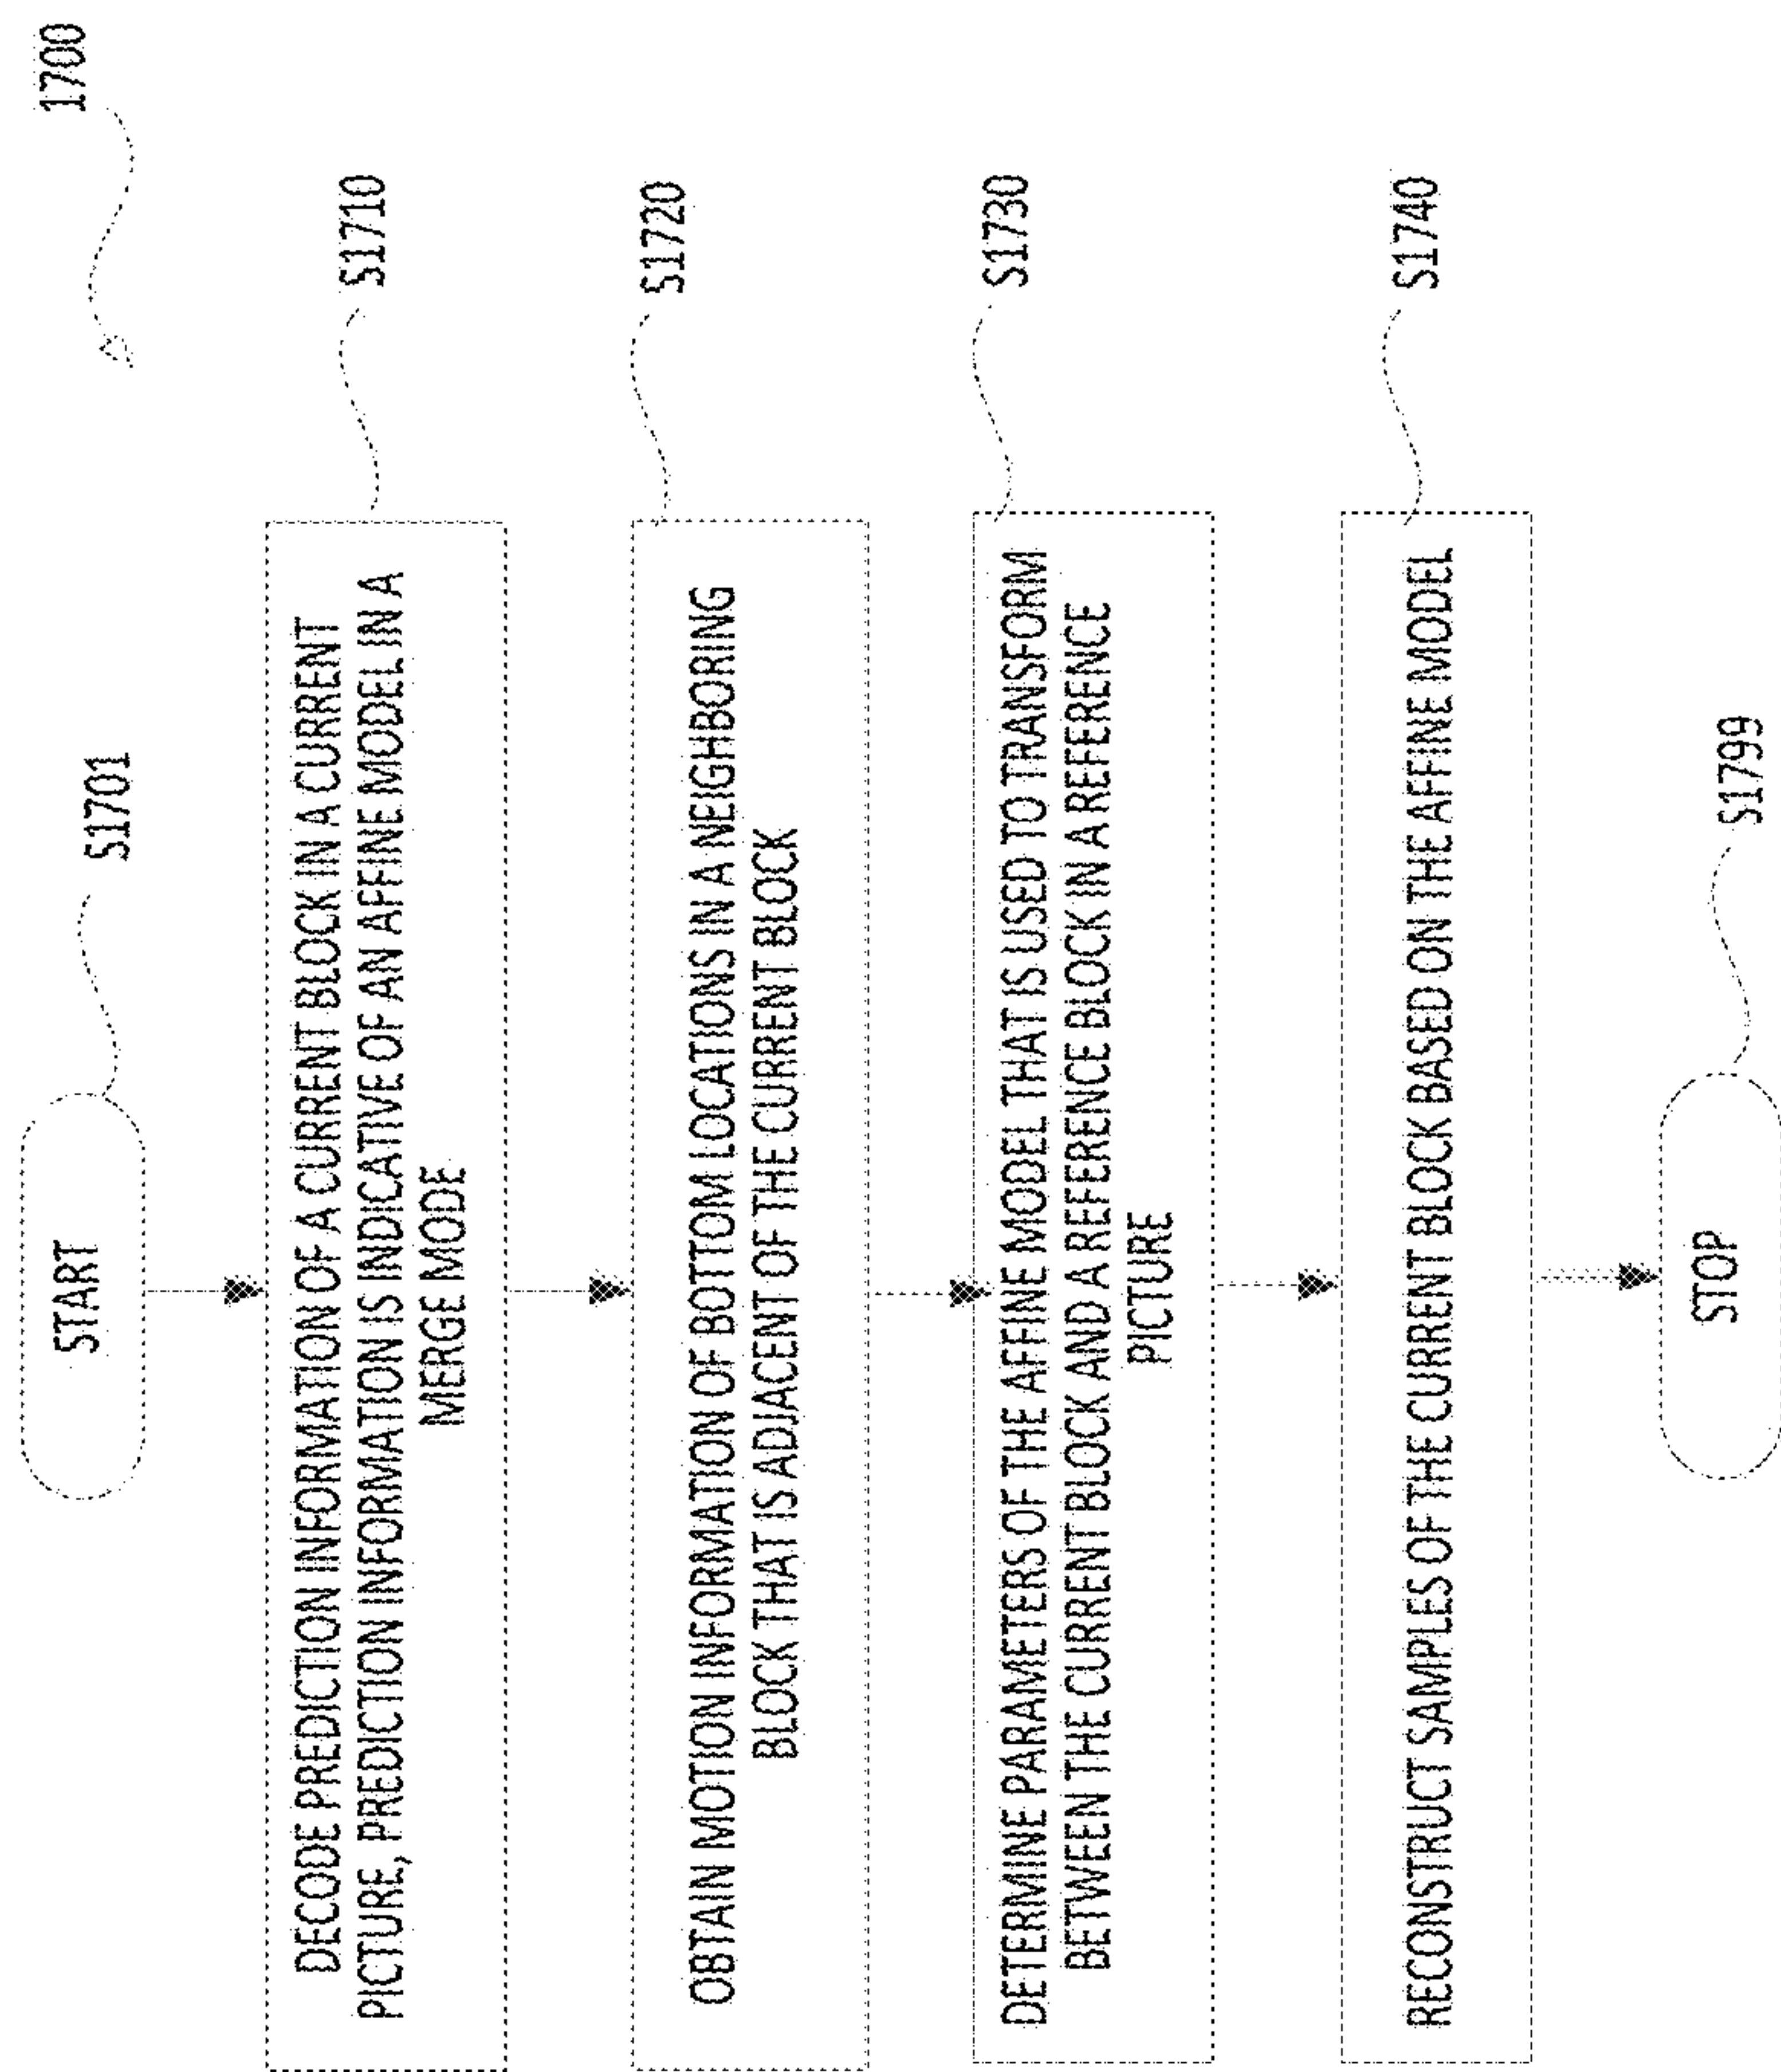 1700
START
S1701
DECODE PREDICTION INFORMATION OF A CURRENT BLOCK IN A CURRENT
PICTURE, PREDICTION INFORMATION IS INDICATIVE OF AN AFFINE MODEL IN A
MERGE MODE
S1710
OBTAIN MOTION INFORMATION OF BOTTOM LOCATIONS IN A NEIGHBORING
BLOCK THAT IS ADJACENT OF THE CURRENT BLOCK
S1720
DETERMINE PARAMETERS OF THE AFFINE MODEL THAT IS USED TO TRANSFORM
BETWEEN THE CURRENT BLOCK AND A REFERENCE BLOCK IN A REFERENCE
PICTURE
S1730
RECONSTRUCT SAMPLES OF THE CURRENT BLOCK BASED ON THE AFFINE MODEL
S1740
STOP
S1799